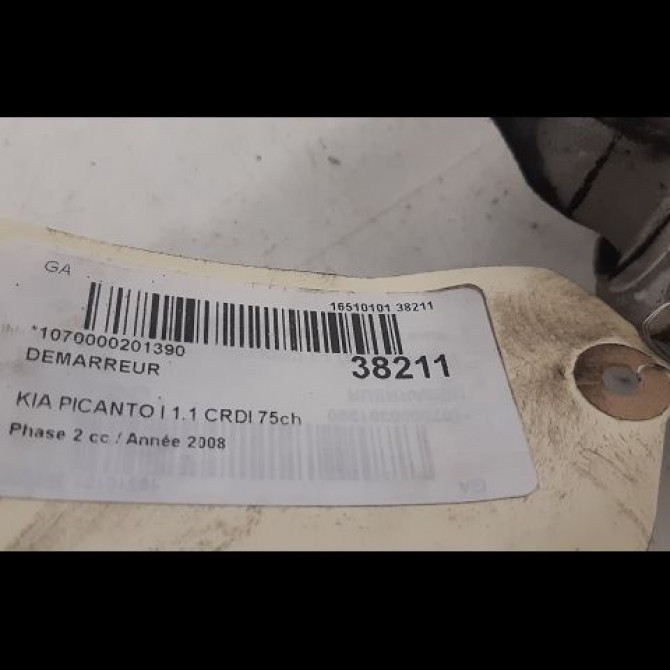 GA
16510101 38211
*1070000201390
38211
DEMARREUR
KIA PICANTO I 1.1 CRDI 75ch
Phase 2 cc / Année 2008